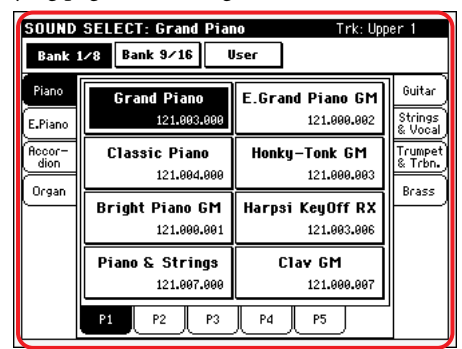 SOUND SELECT: Grand Piano Trk: Upper 1
Bank 1/8 Bank 9/16 User
Piano
E.Piano
Accor-
dion
Organ
Grand Piano
121.003.000
E.Grand Piano GM
121.000.002
Classic Piano
121.004.000
Honky-Tonk GM
121.000.003
Bright Piano GM
121.000.001
Harpsi KeyOff RX
121.003.006
Piano & Strings
121.007.000
Clav GM
121.000.007
Guitar
Strings
& Vocal
Trumpet
& Trbn.
Brass
P1 P2 P3 P4 P5